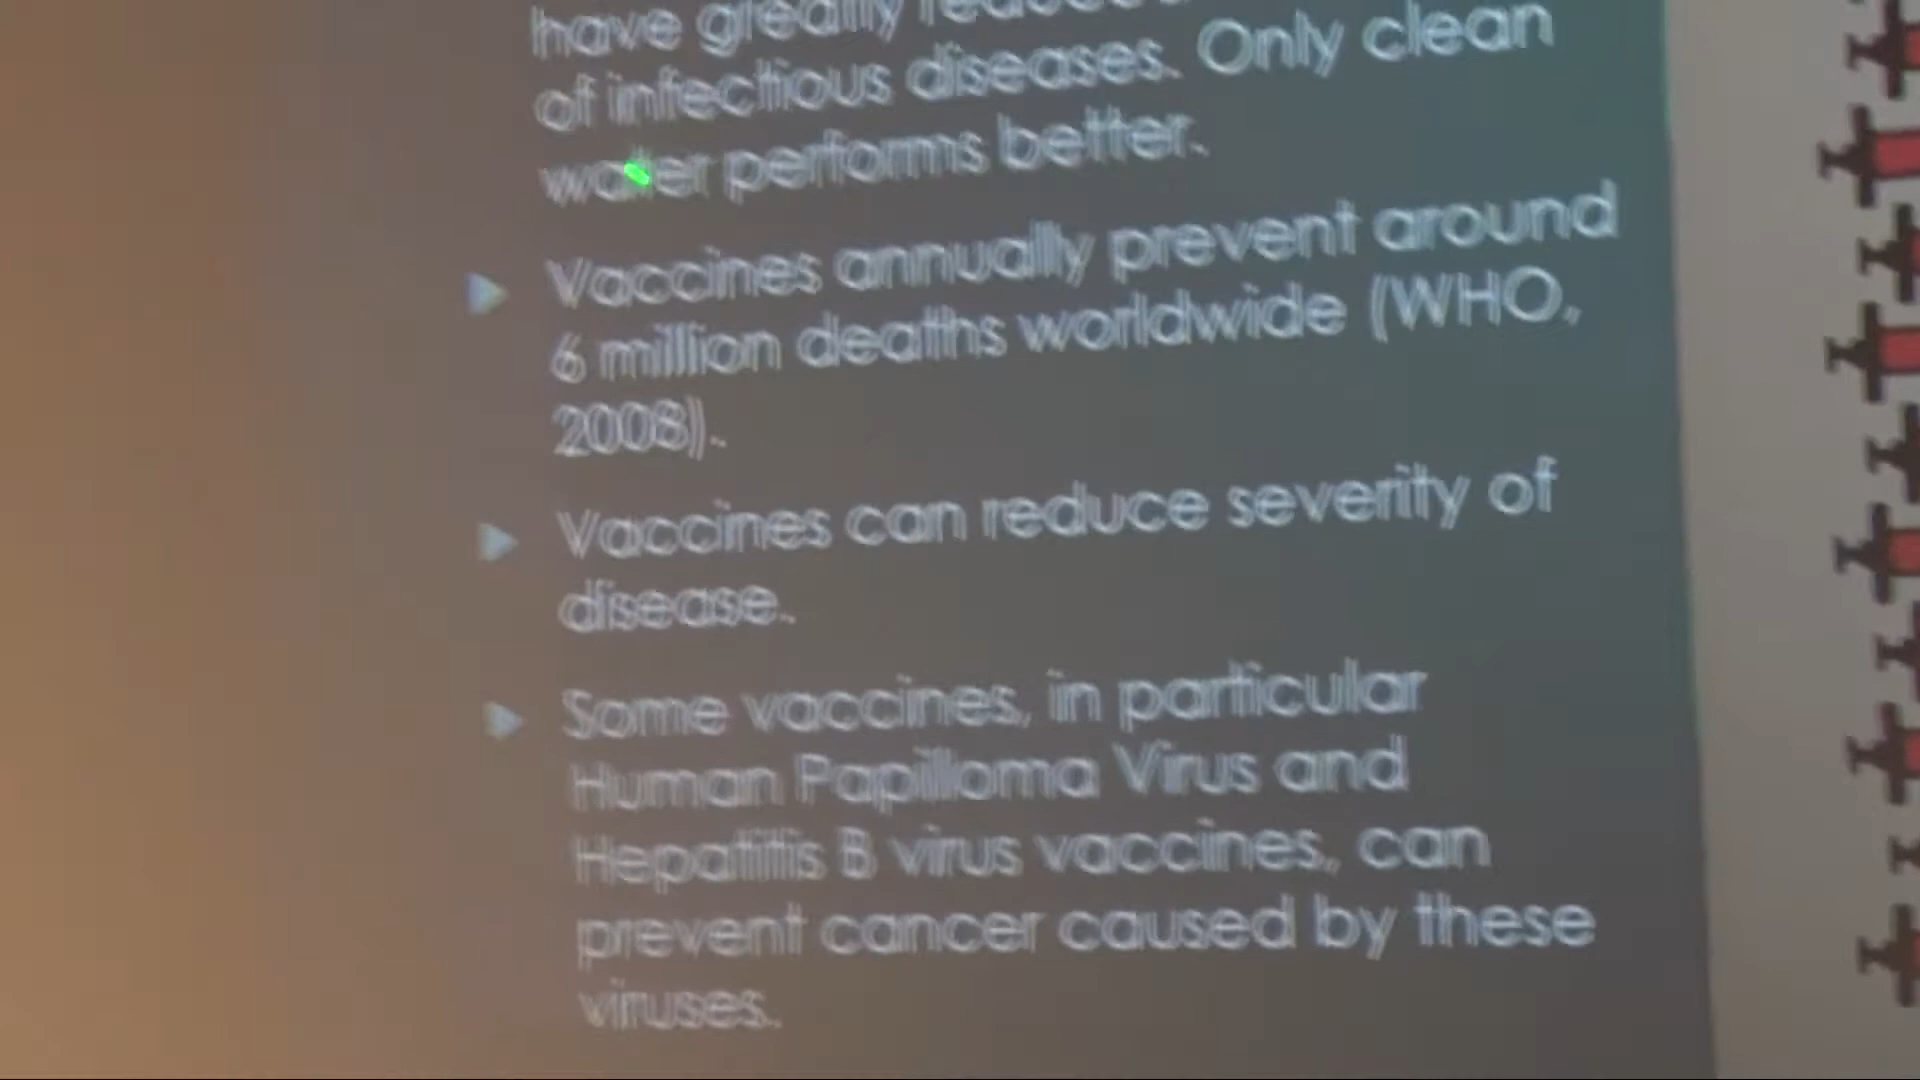 have greatly
of infectious diseases. Only clean
water performs better.
Vaccines annually prevent around
6 million deaths worldwide (WHO,
2008).
Vaccines can reduce severity of
disease.
Some vaccines, in particular
Human Papilloma Virus and
Hepatitis B virus vaccines, can
prevent cancer caused by these
viruses.